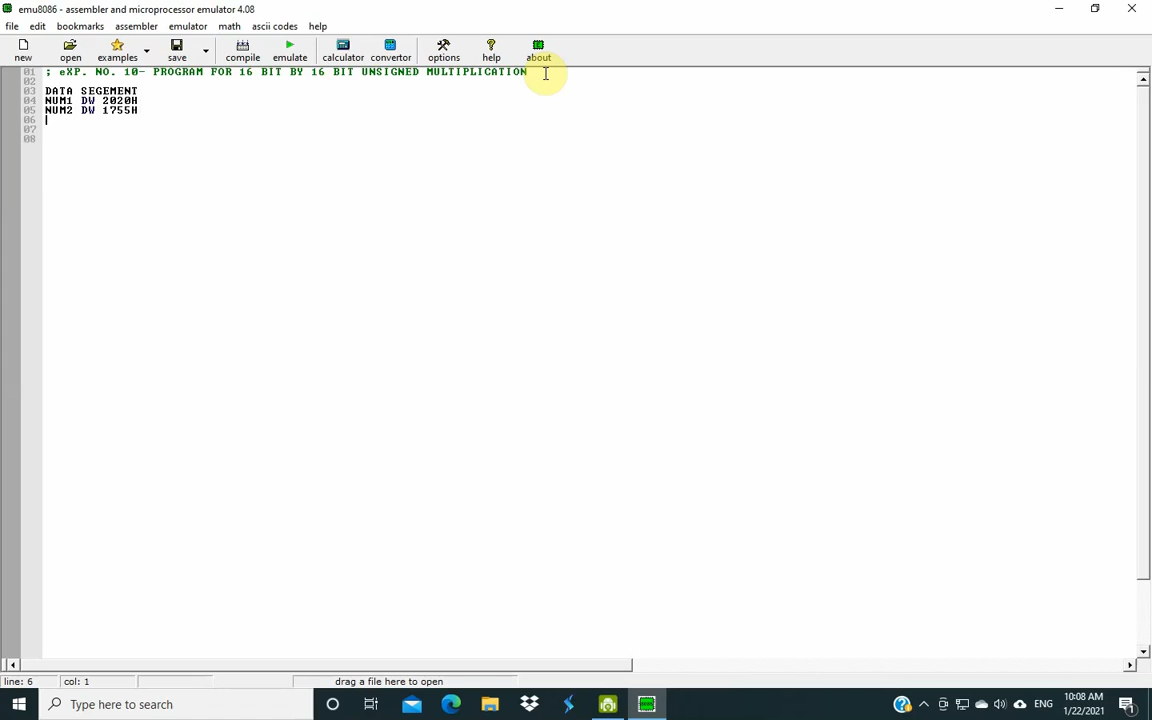 emu8086 - assembler and microprocessor emulator 4.08
file edit bookmarks assembler emulator math ascii codes help
new open examples save compile emulate calculator convertor options help about
01 ; eXP. NO. 10- PROGRAM FOR 16 BIT BY 16 BIT UNSIGNED MULTIPLICATION
02
03 DATA SEGEMENT
04 NUM1 DW 2020H
05 NUM2 DW 1755H
06
07
08
line: 6 col: 1 drag a file here to open
Type here to search ENG 10:08 AM
1/22/2021 1